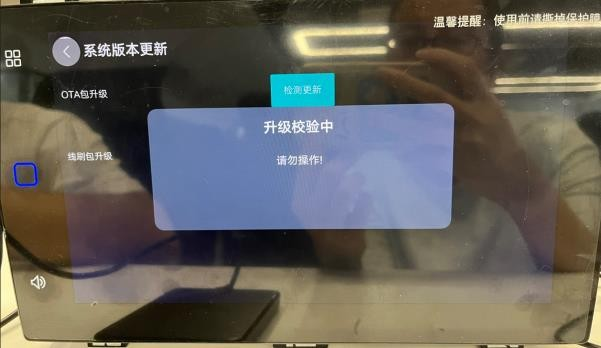 温馨提醒：使用前请撕掉保护膜
系统版本更新
OTA包升级
检测更新
升级校验中
线刷包升级
请勿操作!